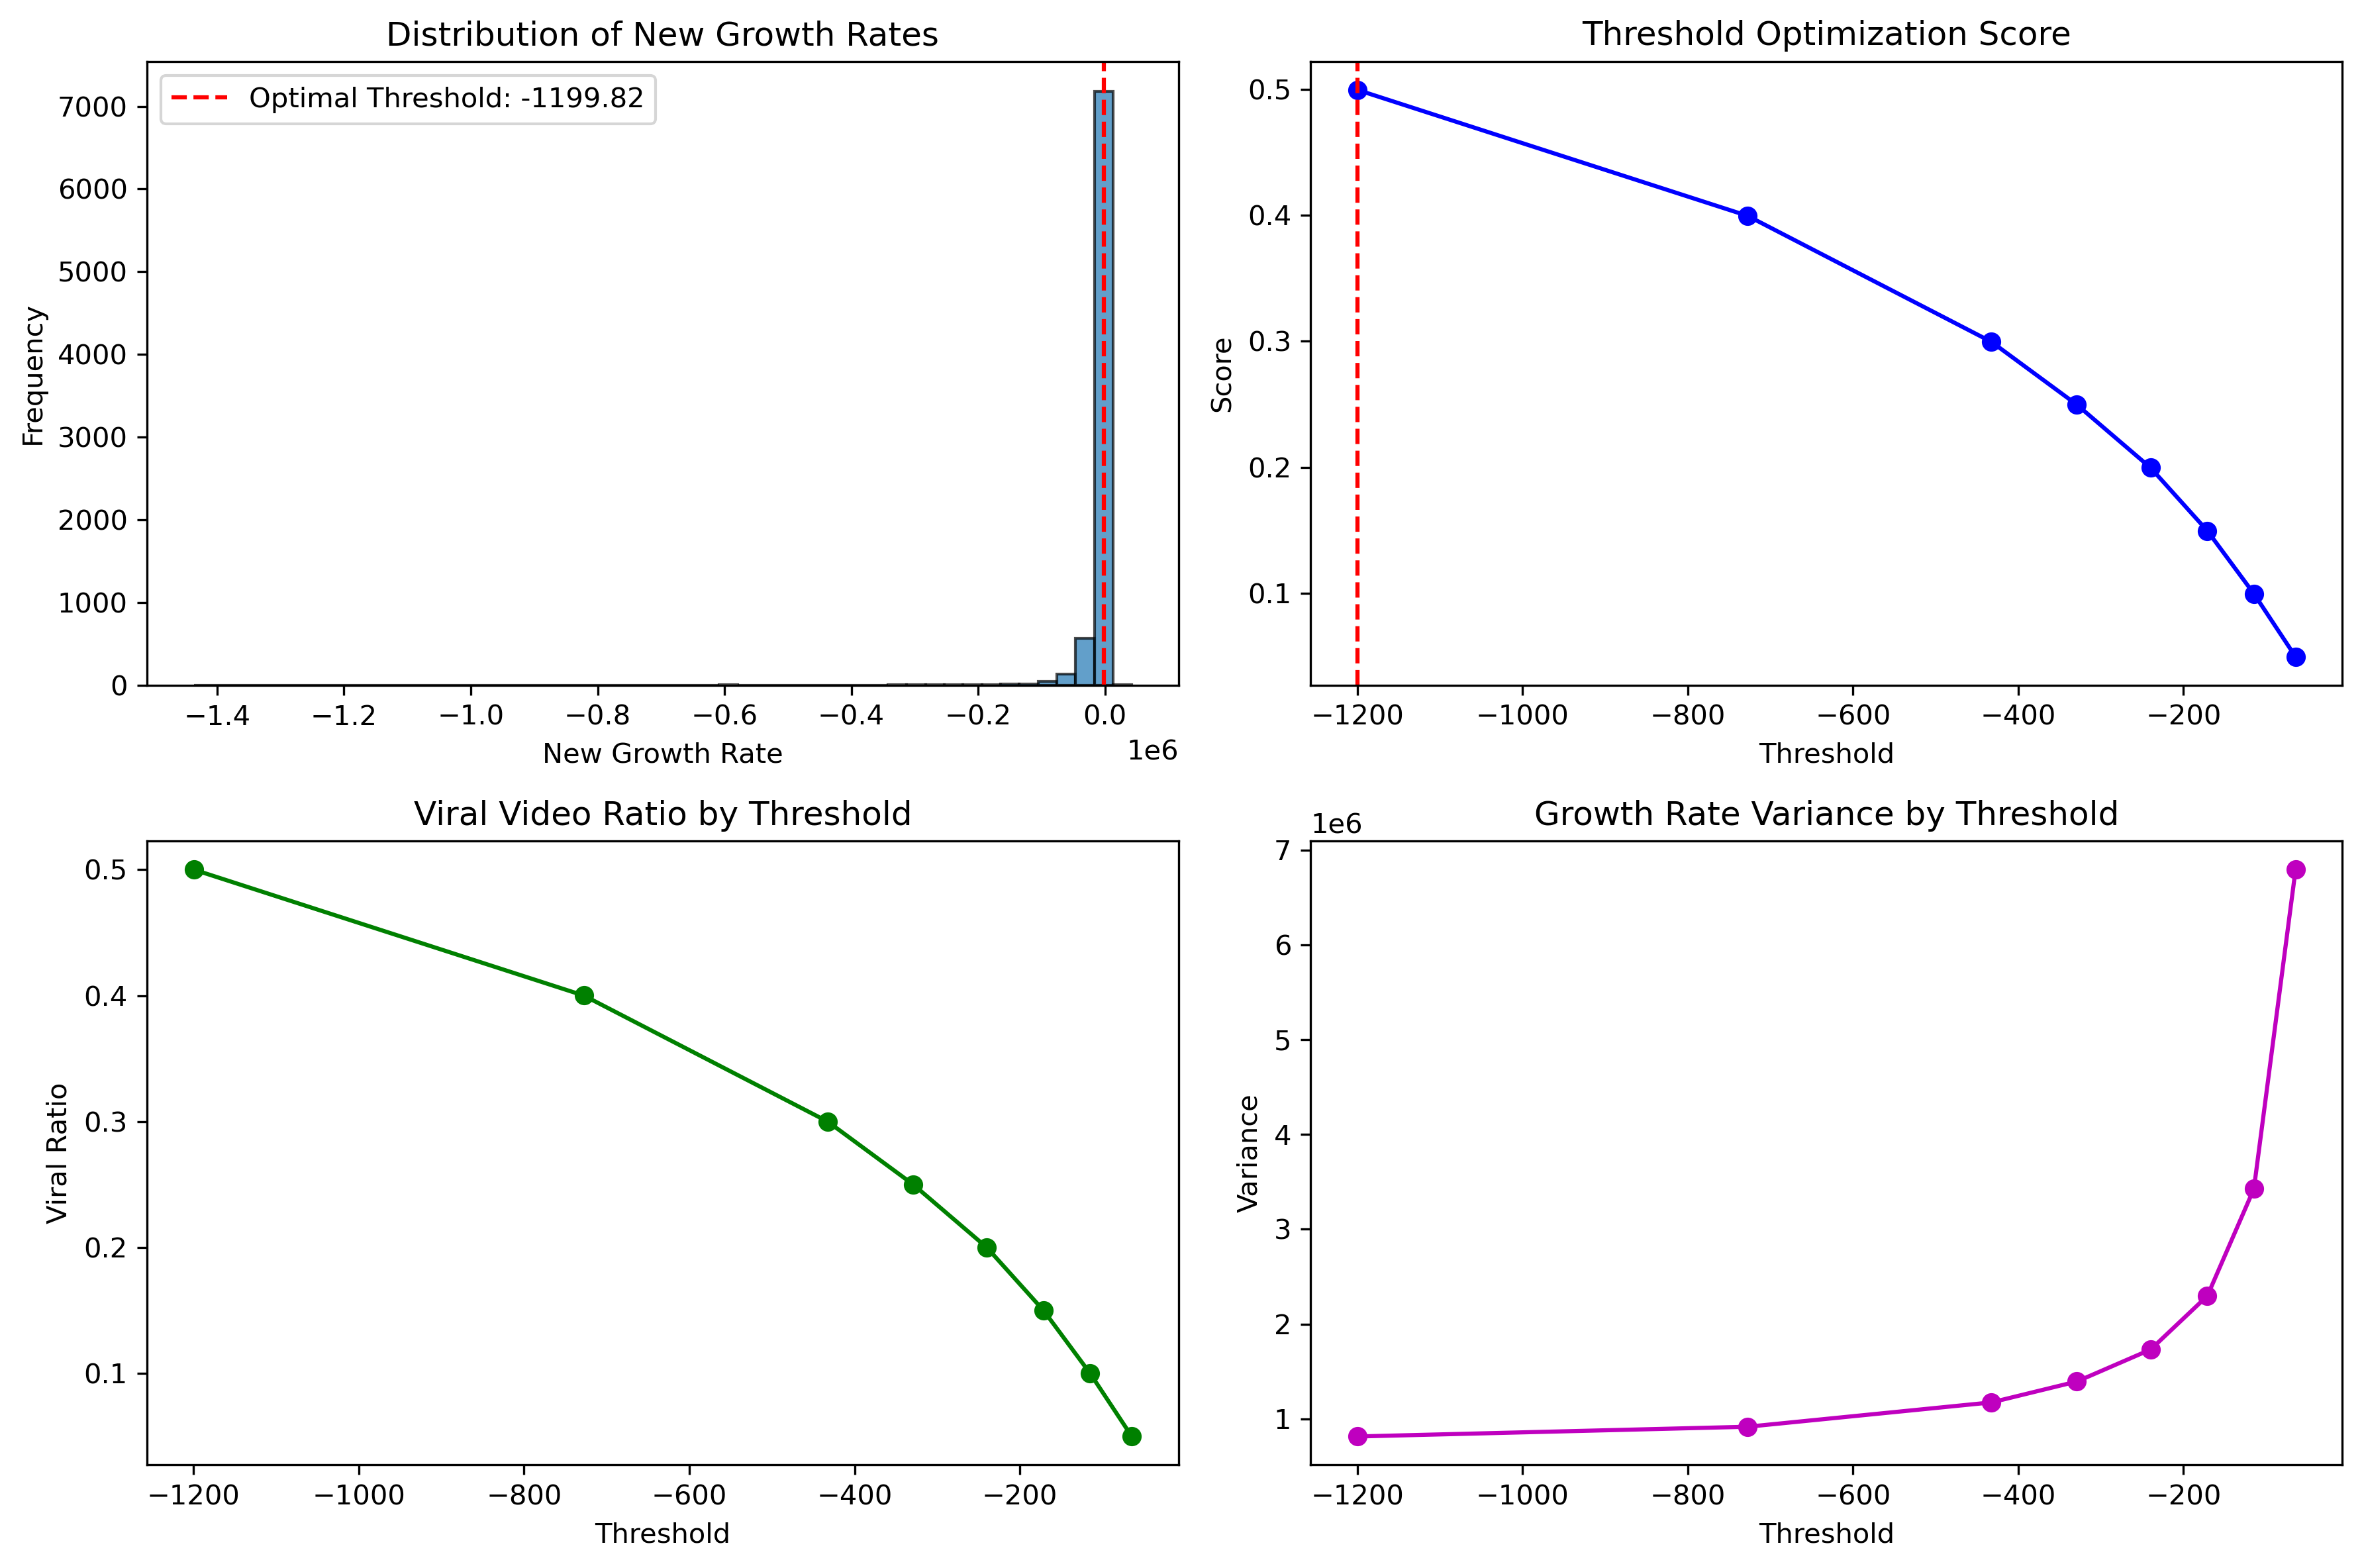 Distribution of New Growth Rates
Optimal Threshold: -1199.82
Frequency
7000
6000
5000
4000
3000
2000
1000
0
−1.4 −1.2 −1.0 −0.8 −0.6 −0.4 −0.2 0.0
1e6
New Growth Rate
Threshold Optimization Score
Score
0.5
0.4
0.3
0.2
0.1
−1200 −1000 −800 −600 −400 −200
Threshold
Viral Video Ratio by Threshold
Viral Ratio
0.5
0.4
0.3
0.2
0.1
−1200 −1000 −800 −600 −400 −200
Threshold
Growth Rate Variance by Threshold
1e6
Variance
7
6
5
4
3
2
1
−1200 −1000 −800 −600 −400 −200
Threshold